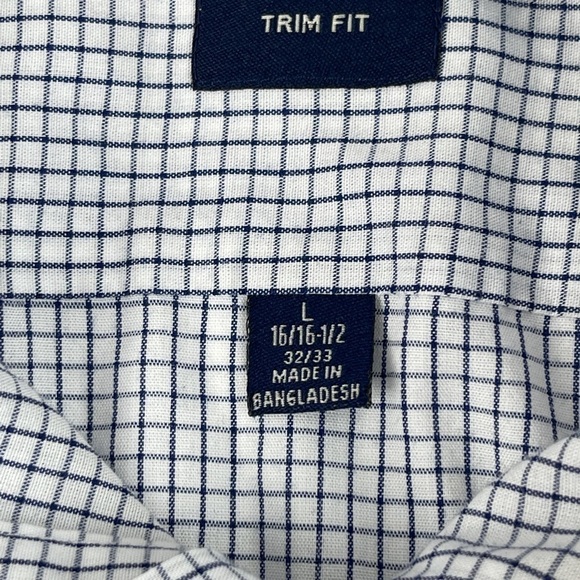 TRIM FIT
L
16/16-1/2
32/33
MADE IN
BANGLADESH